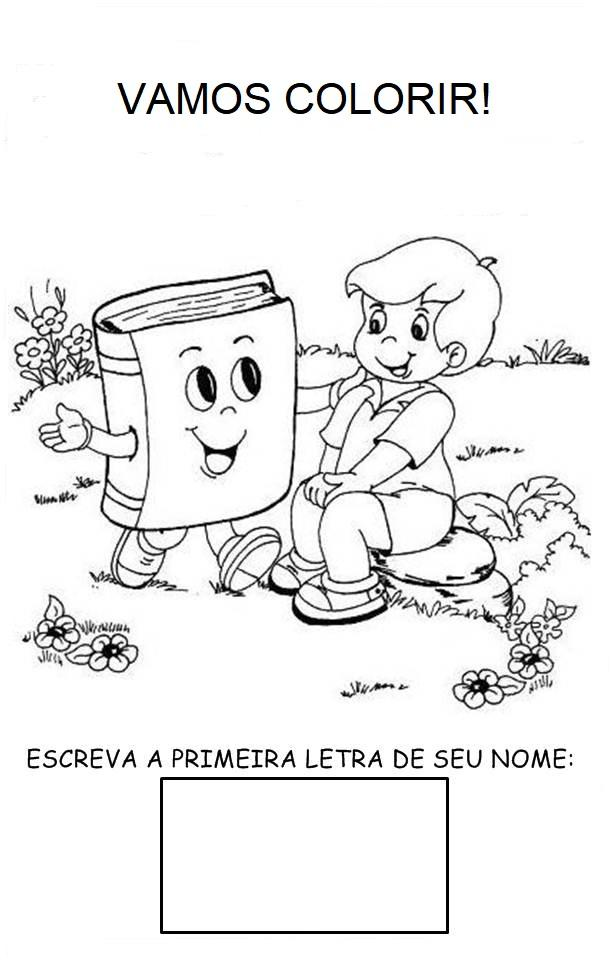 VAMOS COLORIR!
ESCREVA A PRIMEIRA LETRA DE SEU NOME: